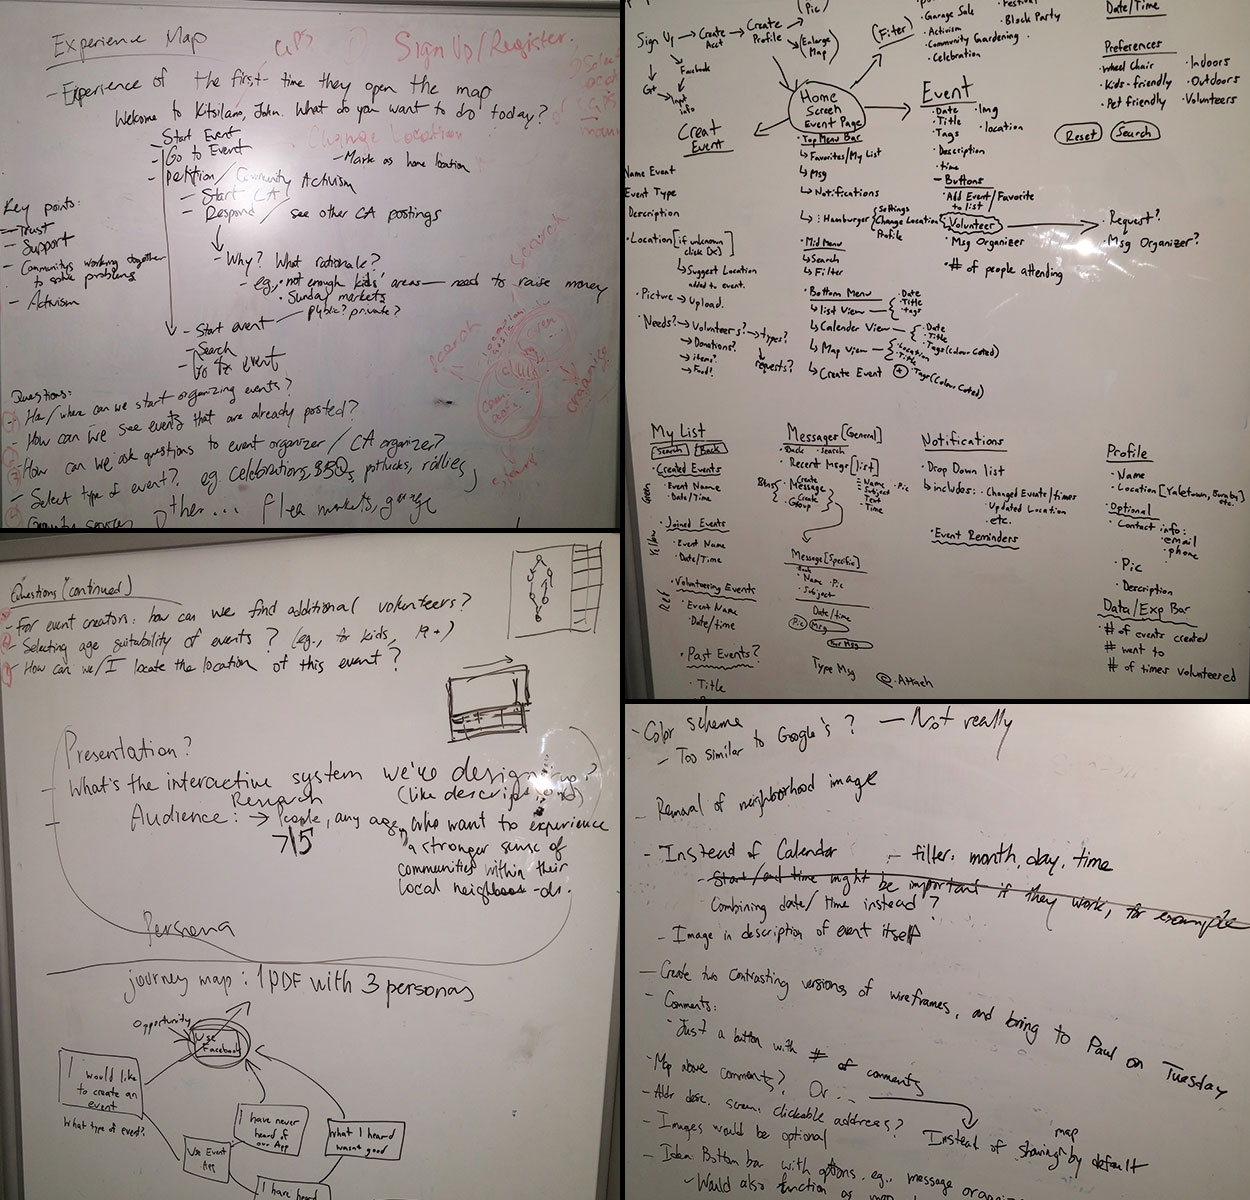 Experience Map
GPS
Sign Up/Register.
- Experience of the first time they open the map
Welcome to Kitsilano, John. What do you want to do today?
Change Location
- Start Event
- Go to Event
- Mark as home location
- Petition/Community Activism
- Start CA
- Respond / see other CA postings
Key points:
- Trust
- Support
- Communitys working together
to solve problems
- Activism
- Why? What rationale?
- eg., • not enough kids' areas — need to raise money
• Sunday markets
- Start event — public? private?
- Search
- Go to event
Search
Search
organize
Questions:
- How/where can we start organizing events?
- How can we see events that are already posted?
- How can we ask questions to event organizer / CA organizer?
- Select type of event? eg. celebrations, BBQs, potlucks, rallies,
Other... flea markets, garage
(Pic)
Sign Up → Create Acct → Create Profile
(Enlarge Map)
Facebook
G+
Input info
(Filter)
• Garage Sale
• Activism
• Community Gardening
• Celebration
Festival
• Block Party
Date/Time
Preferences
• Wheel Chair
• Kids-friendly
• Pet friendly
• Indoors
• Outdoors
• Volunteers
Reset
Search
Home Screen Event Page
Creat Event
Name Event
Event Type
Description
• Location [if unknown click OK]
↳ Suggest Location added to event.
• Picture → Upload.
• Needs? → Volunteers? → types?
→ Donations?
→ items?
→ Food?
requests?
• Top Menu Bar
↳ Favorites/My List
↳ Msg
↳ Notifications
↳ Hamburger { Settings Change Location Profile
• Mid Menu
↳ Search
↳ Filter
• Bottom Menu
↳ list View — { • Date • Title • tags
↳ Calender View — { • Date • Title • Tags (colour Coted)
↳ Map View — { • Location • Title • Tags (Colour Coted)
↳ Create Event +
Event
• Date
• Title
• Tags
• Description
• time
• Img
• location
- Buttons
• Add Event/Favorite to list
Volunteer
• Msg Organizer
• # of people attending
• Request?
• Msg Organizer?
My List
Search Back
• Created Events
• Event Name
• Date/Time
Green
• Joined Events
• Event Name
• Date/Time
Yellow
• Volunteering Events
• Event Name
• Date/time
Red
• Past Events?
• Title
Messages [General]
• Back • search
• Recent Msgs [list]
• Create Message
• Create Group
Name • Pic
Subject
Text
Time
Message [Specific]
Back
• Name • Pic
• Subject
Date/time
Pic Msg
Type Msg
@ • Attach
Notifications
• Drop Down list
↳ includes: • Changed Events/times
• Updated Location
• etc.
• Event Reminders
Profile
• Name
• Location [Yaletown, Burnaby] etc.
• Optional
• Contact info:
• email
• phone
• Pic
• Description
Data/Exp Bar
# of events created
# went to
# of times volunteered
Questions (continued)
- For event creators: how can we find additional volunteers?
- Selecting age suitability of events? (eg., for kids, 19+)
- How can we/I locate the location of this event?
Presentation?
- What's the interactive system we're designing?
(like description)
Research
- Audience: → People, any age, who want to experience
>15
a stronger sense of
communities within their
local neighboo-ds.
Persona
journey map: 1 PDF with 3 personas
Opportunity
Use Facebook
I would like to create an event
What type of event?
Use Event App
I have never heard of our App
What I heard wasnt good
I have heard
- Color scheme
- Too similar to Google's? — Not really
- Removal of neighborhood image
- Instead of Calendar - filter: month, day, time
- Start/end time might be important if they work, for example
- Combining date/time instead?
- Image in description of event itself
- Create two contrasting versions of wireframes, and bring to Paul on Tuesday
- Comments:
- Just a button with # of comments
- Map above comments? Or...
- Addr desc. screen, clickable addresses?
Instead of showing map by default
- Images would be optional
- Idea: Bottom bar with options, eg., message
- Would also function as